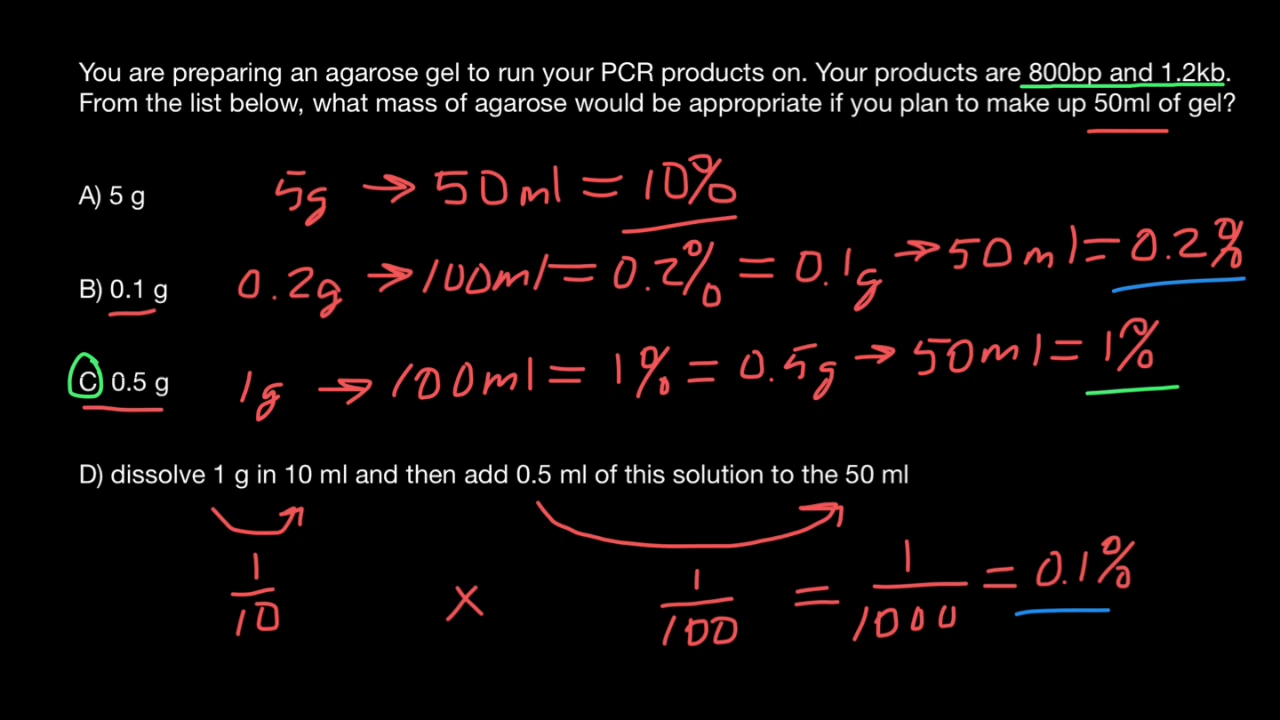 You are preparing an agarose gel to run your PCR products on. Your products are 800bp and 1.2kb.
From the list below, what mass of agarose would be appropriate if you plan to make up 50ml of gel?
A) 5 g
5g → 50ml = 10%
B) 0.1 g
0.2g → 100ml = 0.2% = 0.1g → 50ml = 0.2%
C) 0.5 g
1g → 100ml = 1% = 0.5g → 50ml = 1%
D) dissolve 1 g in 10 ml and then add 0.5 ml of this solution to the 50 ml
1/10 × 1/100 = 1/1000 = 0.1%